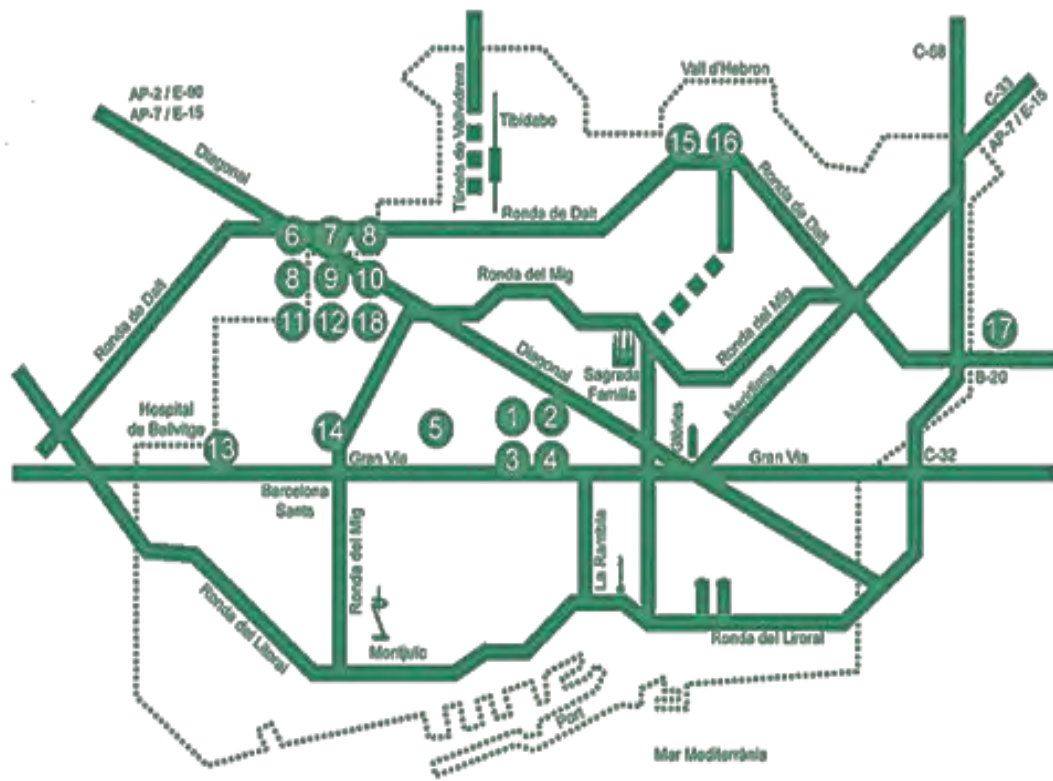 C-58
C-33
AP-7 / E-15
Vall d'Hebron
AP-2 / E-90
AP-7 / E-15
Túnels de Vallvidrera
Tibidabo
15
16
Diagonal
Ronda de Dalt
Ronda de Dalt
6
7
8
Ronda de Dalt
8
9
10
Ronda del Mig
11
12
18
Ronda del Mig
17
Diagonal
Sagrada
Família
Meridiana
B-20
Hospital
de Bellvitge
13
14
5
1
2
3
4
Glòries
Gran Via
Gran Via
C-32
Barcelona
Sants
Ronda del Mig
La Rambla
Ronda del Litoral
Montjuïc
Ronda del Liroral
Port
Mar Mediterrània